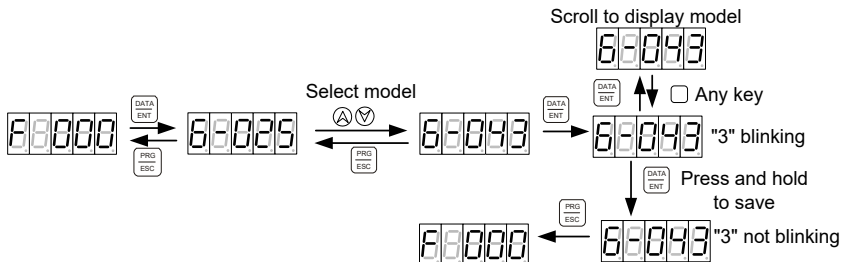 Scroll to display model
6-043
DATA
ENT
Any key
Select model
DATA
ENT
DATA
ENT
F 000
6-025
6-043
6-043
"3" blinking
PRG
ESC
PRG
ESC
DATA
ENT
Press and hold
to save
PRG
ESC
F 000
6-043
"3" not blinking